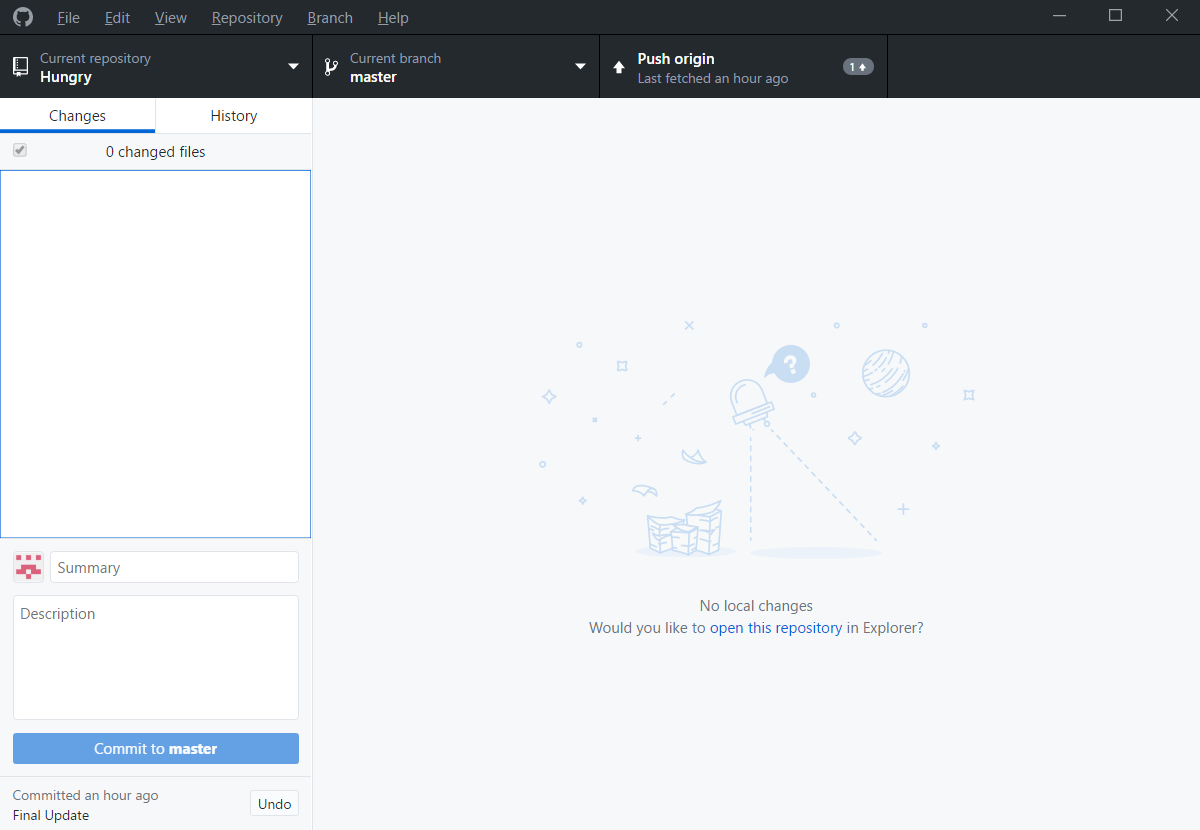 File Edit View Repository Branch Help
Current repository
Hungry
Current branch
master
Push origin
Last fetched an hour ago
1
Changes
History
0 changed files
?
Summary
Description
No local changes
Would you like to open this repository in Explorer?
Commit to master
Committed an hour ago
Final Update
Undo